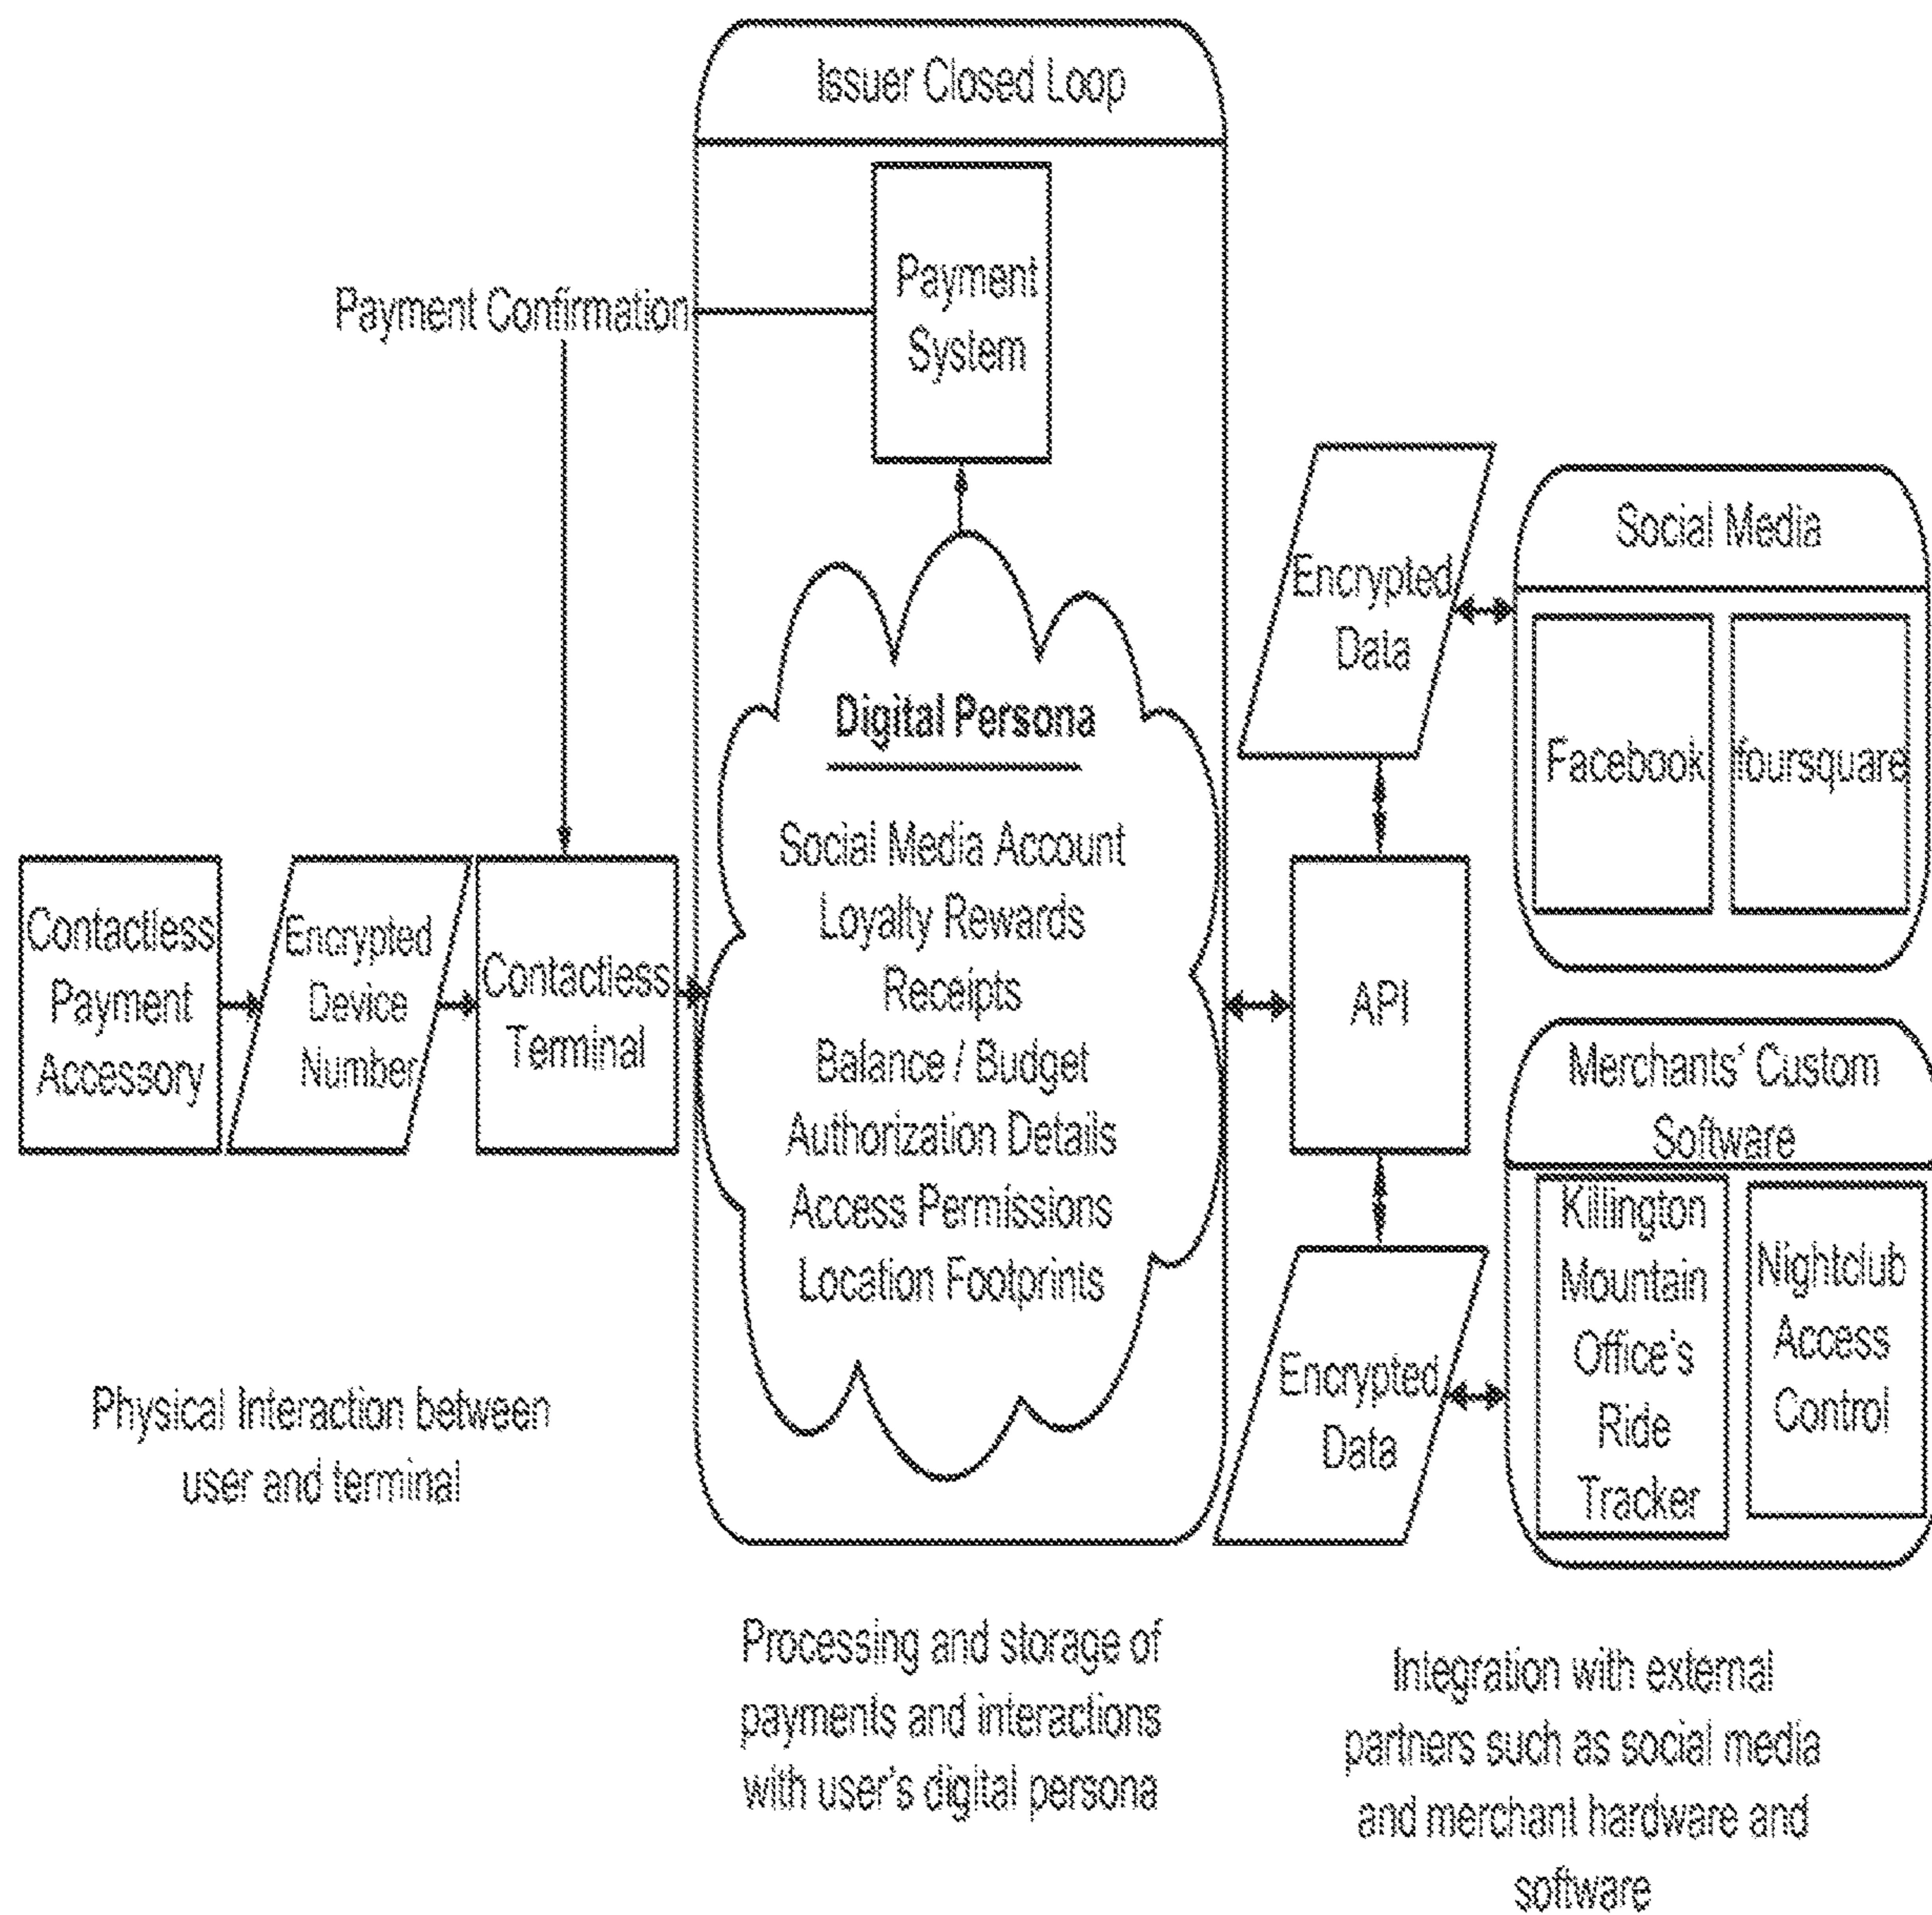 Issuer Closed Loop
Payment
System
Payment Confirmation
Digital Persona
Social Media Account
Loyalty Rewards
Receipts
Balance / Budget
Authorization Details
Access Permissions
Location Footprints
Contactless
Payment
Accessory
Encrypted
Device
Number
Contactless
Terminal
Encrypted
Data
Social Media
Facebook
foursquare
API
Merchants' Custom
Software
Killington
Mountain
Office's
Ride
Tracker
Nightclub
Access
Control
Encrypted
Data
Physical Interaction between
user and terminal
Processing and storage of
payments and interactions
with user's digital persona
Integration with external
partners such as social media
and merchant hardware and
software